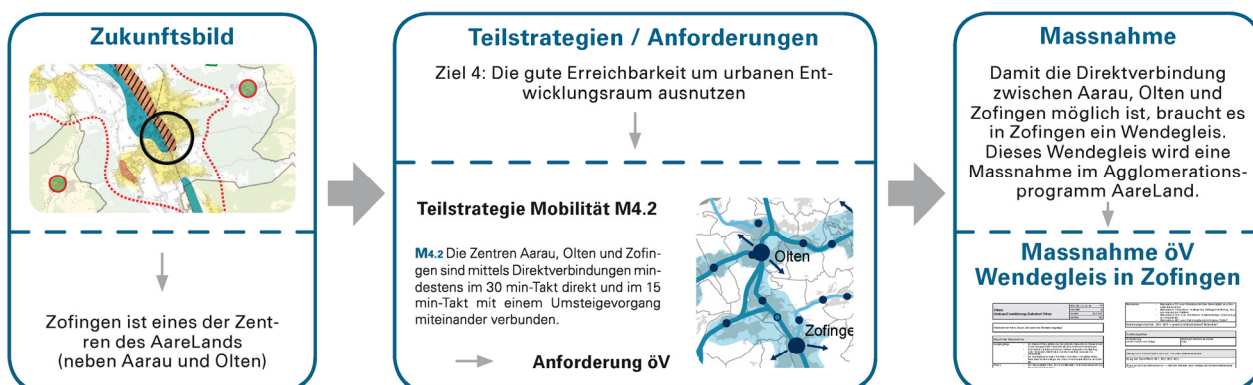 Zukunftsbild
Zofingen ist eines der Zent-
ren des AareLands
(neben Aarau und Olten)
Teilstrategien / Anforderungen
Ziel 4: Die gute Erreichbarkeit um urbanen Ent-
wicklungsraum ausnutzen
Teilstrategie Mobilität M4.2
M4.2 Die Zentren Aarau, Olten und Zofin-
gen sind mittels Direktverbindungen min-
destens im 30 min-Takt direkt und im 15
min-Takt mit einem Umsteigevorgang
miteinander verbunden.
Anforderung öV
Olten
Zofinge
Massnahme
Damit die Direktverbindung
zwischen Aarau, Olten und
Zofingen möglich ist, braucht es
in Zofingen ein Wendegleis.
Dieses Wendegleis wird eine
Massnahme im Agglomerations-
programm AareLand.
Massnahme öV
Wendegleis in Zofingen